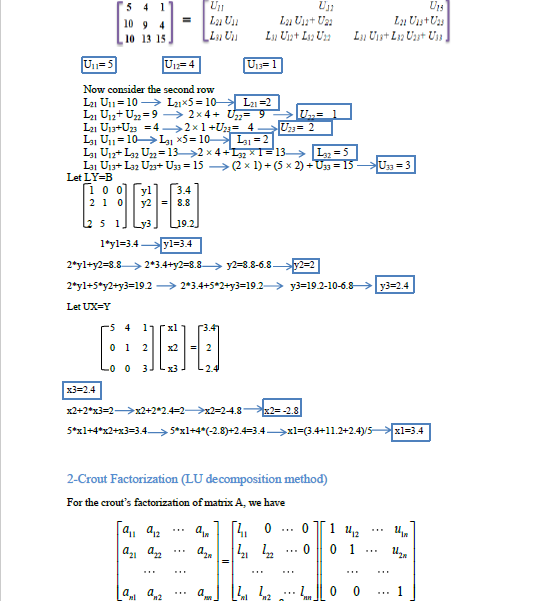 5 4 1 U11 U12 U13
10 9 4 = L21 U11 L21 U12+ U22 L21 U13+U23
10 13 15 L31 U11 L31 U12+ L32 U22 L31 U13+ L32 U23+ U33
U11= 5 U12= 4 U13= 1
Now consider the second row
L21 U11 = 10 → L21×5 = 10 → L21 =2
L21 U12+ U22 = 9 → 2 × 4 + U22= 9 → U22= 1
L21 U13+U23 = 4 → 2 × 1 +U23= 4 → U23= 2
L31 U11 = 10 → L31 ×5 = 10 → L31 = 2
L31 U12+ L32 U22 = 13 → 2 × 4 + L32 × 1 = 13 → L32 = 5
L31 U13+ L32 U23+ U33 = 15 → (2 × 1) + (5 × 2) + U33 = 15 → U33 = 3
Let LY=B
1 0 0 y1 3.4
2 1 0 y2 = 8.8
2 5 1 y3 19.2
1*y1=3.4 → y1=3.4
2*y1+y2=8.8 → 2*3.4+y2=8.8 → y2=8.8-6.8 → y2=2
2*y1+5*y2+y3=19.2 → 2*3.4+5*2+y3=19.2 → y3=19.2-10-6.8 → y3=2.4
Let UX=Y
5 4 1 x1 3.4
0 1 2 x2 = 2
0 0 3 x3 2.4
x3=2.4
x2+2*x3=2 → x2+2*2.4=2 → x2=2-4.8 → x2= -2.8
5*x1+4*x2+x3=3.4 → 5*x1+4*(-2.8)+2.4=3.4 → x1=(3.4+11.2+2.4)/5 → x1=3.4
2-Crout Factorization (LU decomposition method)
For the crout's factorization of matrix A, we have
a11 a12 ⋯ a1n l11 0 ⋯ 0 1 u12 ⋯ u1n
a21 a22 ⋯ a2n = l21 l22 ⋯ 0 0 1 ⋯ u2n
⋯ ⋯ ⋯ ⋯ ⋯ ⋯
an1 an2 ⋯ ann ln1 ln2 ⋯ lnn 0 0 ⋯ 1